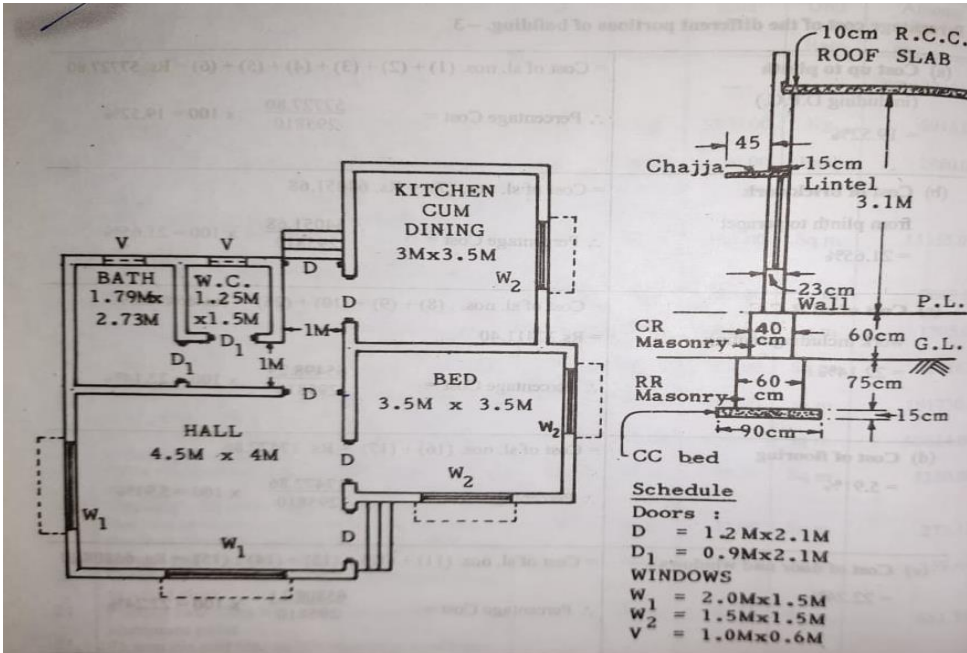 KITCHEN
CUM
DINING
3Mx3.5M
W2
V
V
D
BATH
1.79Mx
2.73M
W.C.
1.25M
x1.5M
D
1M
D1
D1
1M
D
BED
3.5M x 3.5M
W2
W2
HALL
4.5M x 4M
D
W1
W1
D
10cm R.C.C.
ROOF SLAB
45
Chajja
15cm
Lintel
3.1M
23cm
Wall
P.L.
CR
Masonry
40
cm
60cm
G.L.
RR
Masonry
60
cm
75cm
15cm
90cm
CC bed
Schedule
Doors :
D = 1.2Mx2.1M
D1 = 0.9Mx2.1M
WINDOWS
W1 = 2.0Mx1.5M
W2 = 1.5Mx1.5M
V = 1.0Mx0.6M